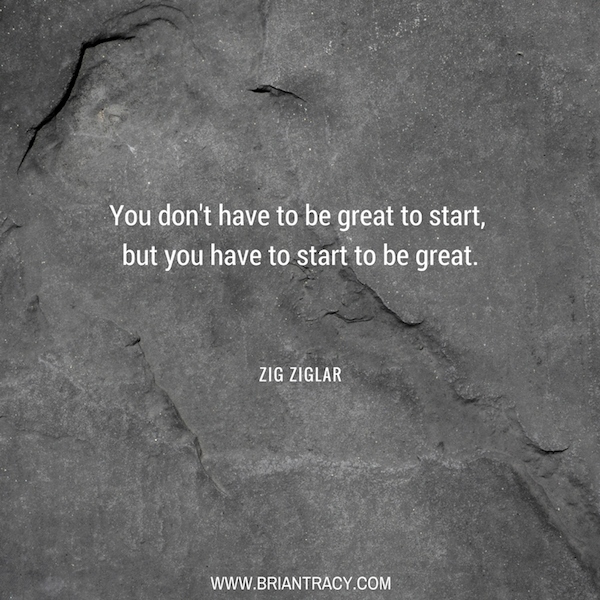 You don't have to be great to start,
but you have to start to be great.
ZIG ZIGLAR
WWW.BRIANTRACY.COM